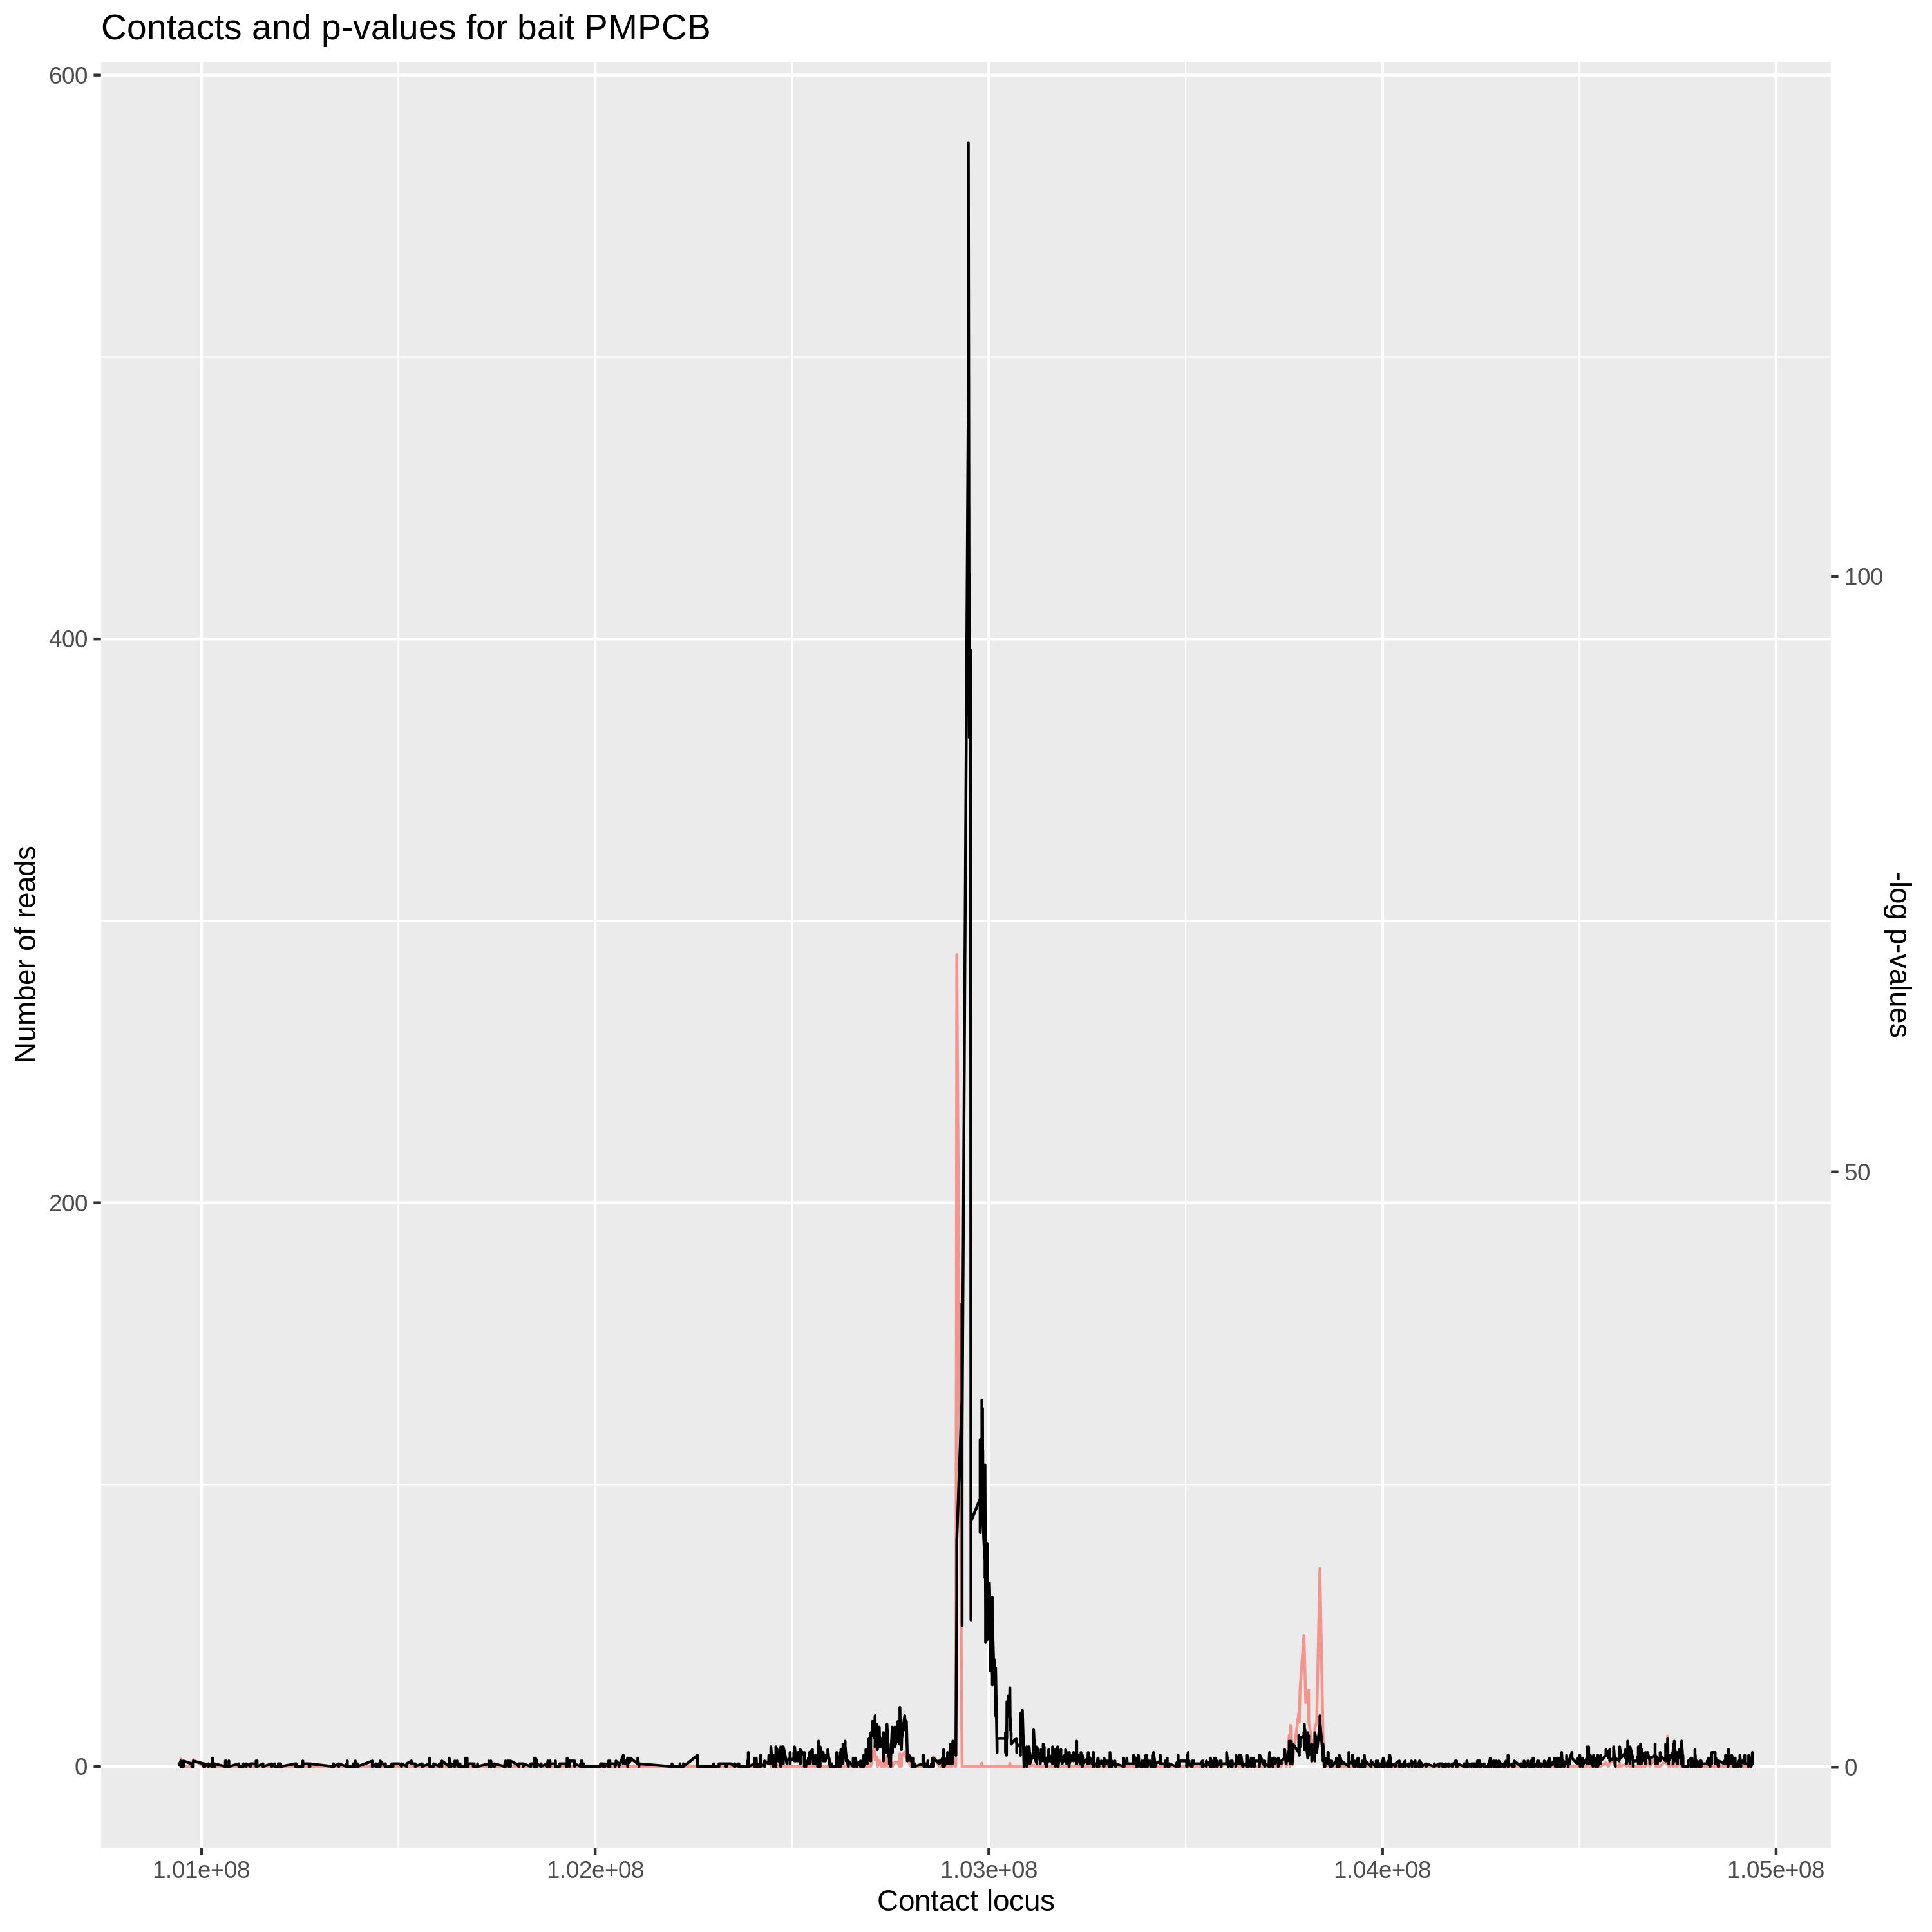 Contacts and p-values for bait PMPCB
600
400
200
0
Number of reads
100
50
0
-log p-values
1.01e+08 1.02e+08 1.03e+08 1.04e+08 1.05e+08
Contact locus